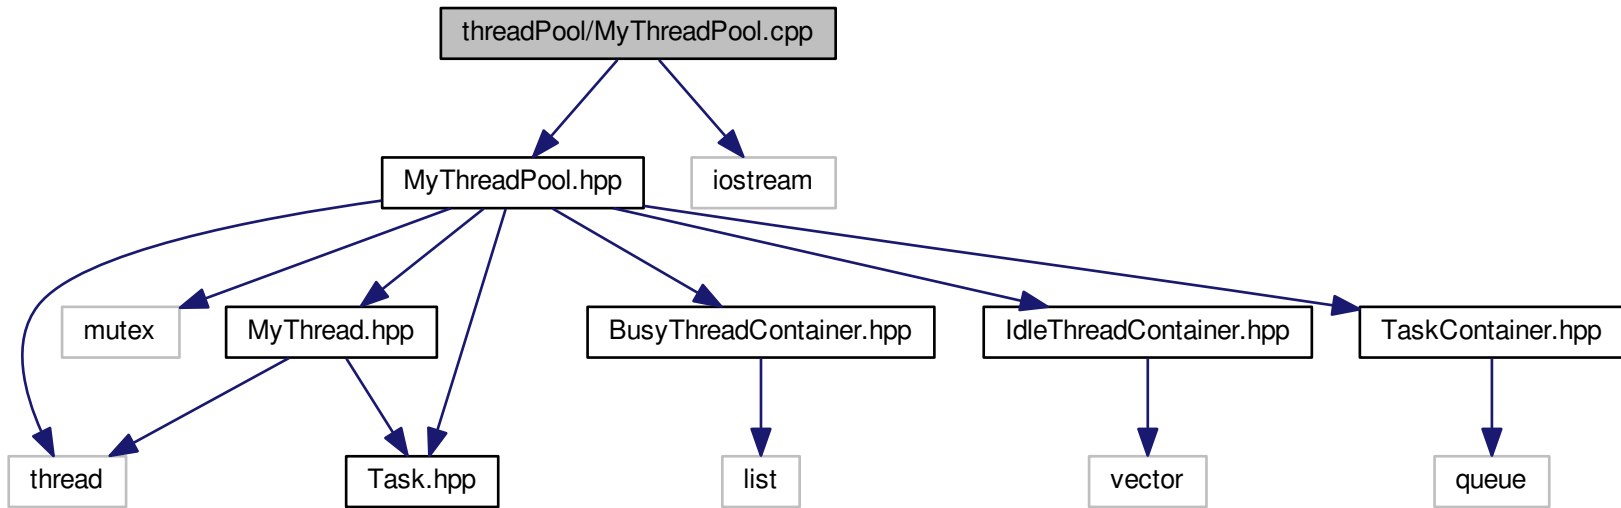 threadPool/MyThreadPool.cpp
MyThreadPool.hpp
iostream
mutex
MyThread.hpp
BusyThreadContainer.hpp
IdleThreadContainer.hpp
TaskContainer.hpp
thread
Task.hpp
list
vector
queue